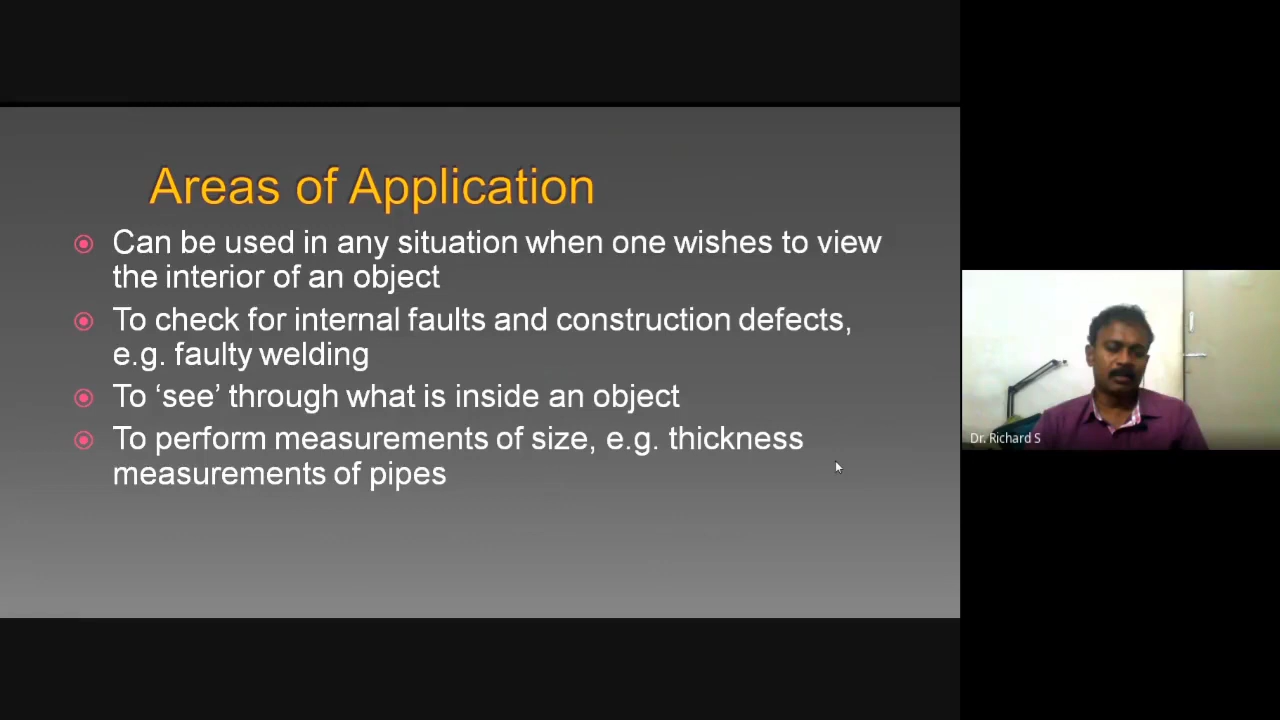 Areas of Application
Can be used in any situation when one wishes to view
the interior of an object
To check for internal faults and construction defects,
e.g. faulty welding
To ‘see’ through what is inside an object
To perform measurements of size, e.g. thickness
measurements of pipes
Dr. Richard S